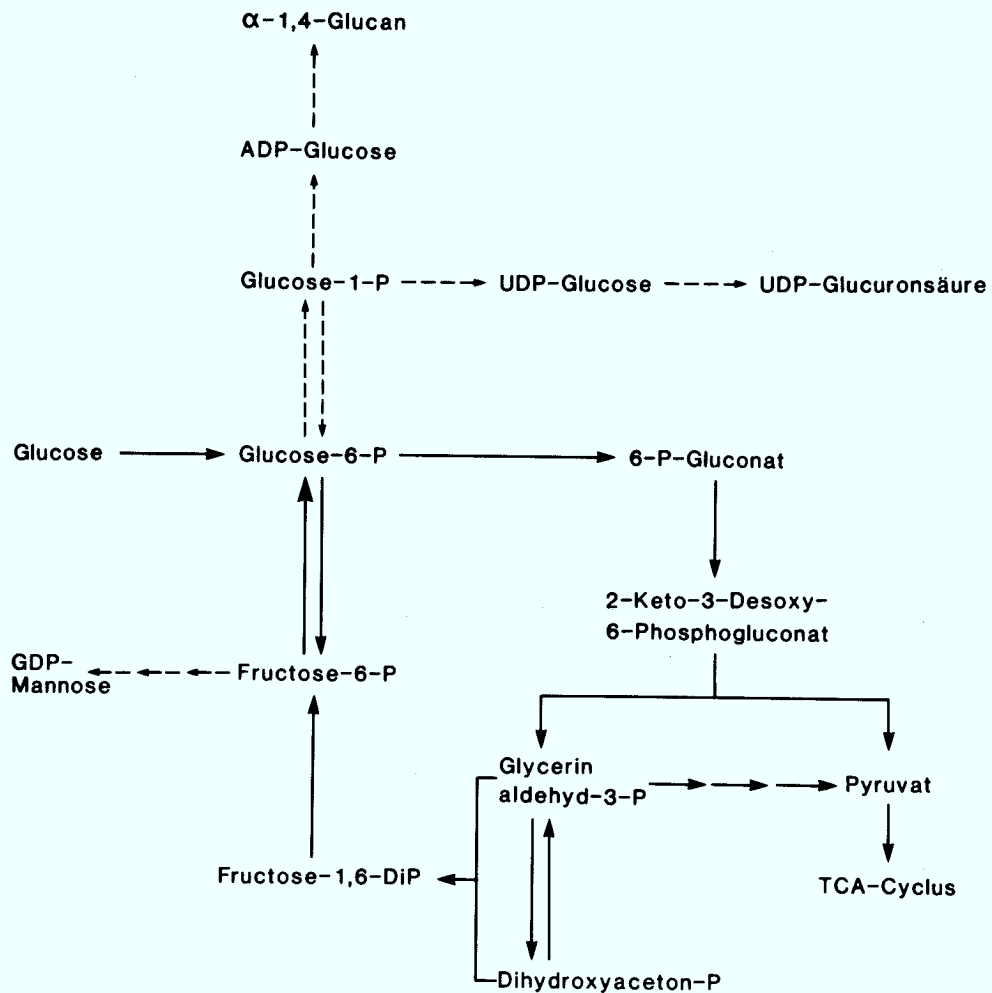 α-1,4-Glucan
ADP-Glucose
Glucose-1-P
UDP-Glucose
UDP-Glucuronsäure
Glucose
Glucose-6-P
6-P-Gluconat
2-Keto-3-Desoxy-
6-Phosphogluconat
GDP-
Mannose
Fructose-6-P
Glycerin
aldehyd-3-P
Pyruvat
Fructose-1,6-DiP
TCA-Cyclus
Dihydroxyaceton-P